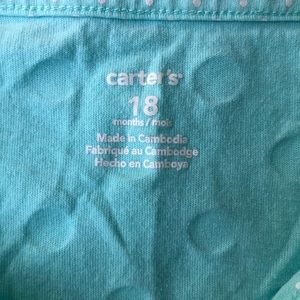 carter's
18
months / mois
Made in Cambodia
Fabriqué au Cambodge
Hecho en Camboya